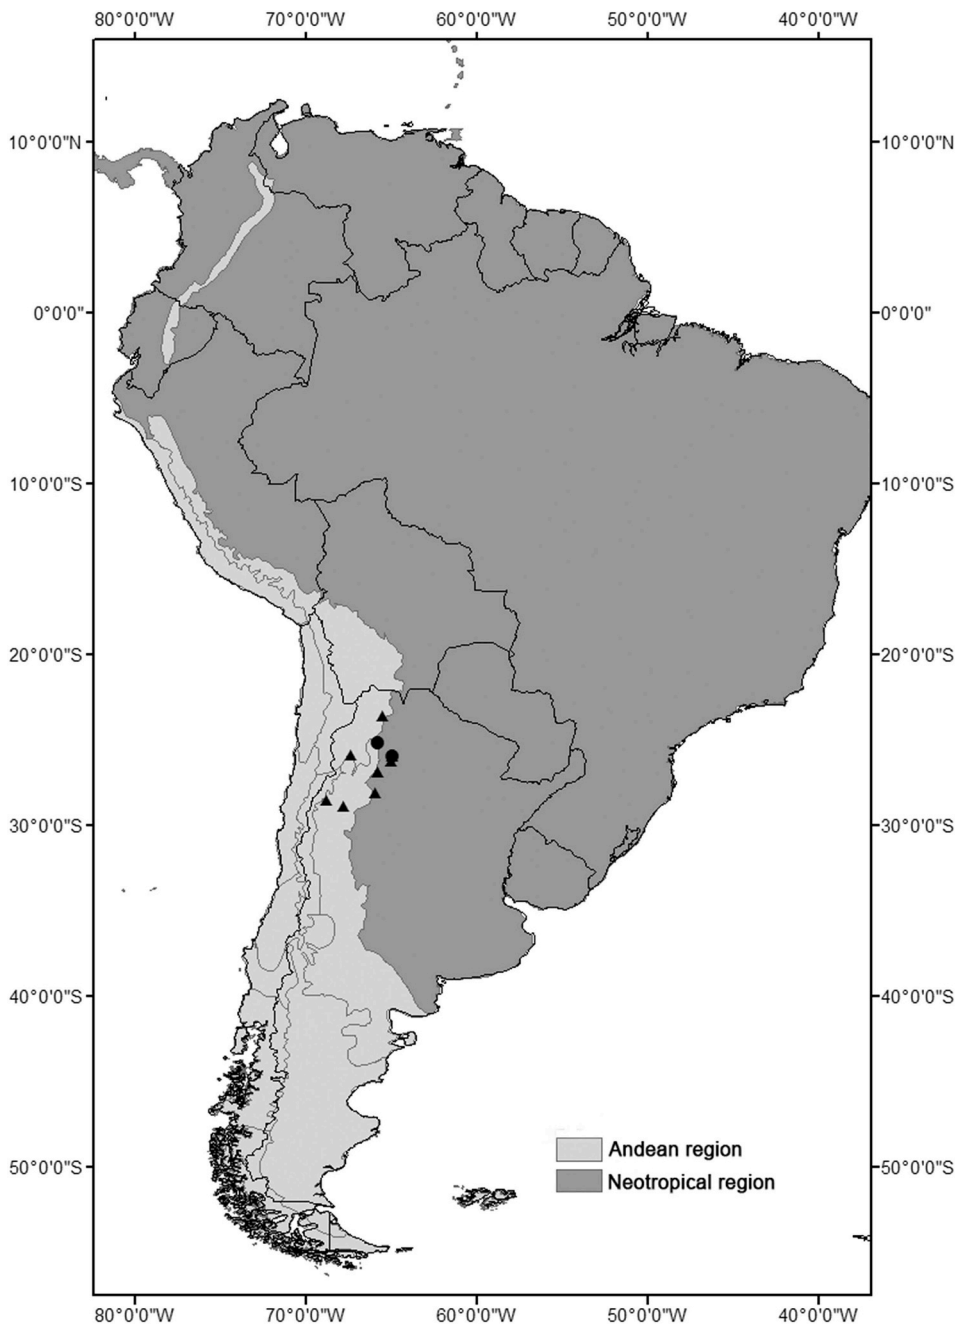 80°0'0"W 70°0'0"W 60°0'0"W 50°0'0"W 40°0'0"W
10°0'0"N 10°0'0"N
0°0'0" 0°0'0"
10°0'0"S 10°0'0"S
20°0'0"S 20°0'0"S
30°0'0"S 30°0'0"S
40°0'0"S 40°0'0"S
Andean region
50°0'0"S 50°0'0"S
Neotropical region
80°0'0"W 70°0'0"W 60°0'0"W 50°0'0"W 40°0'0"W